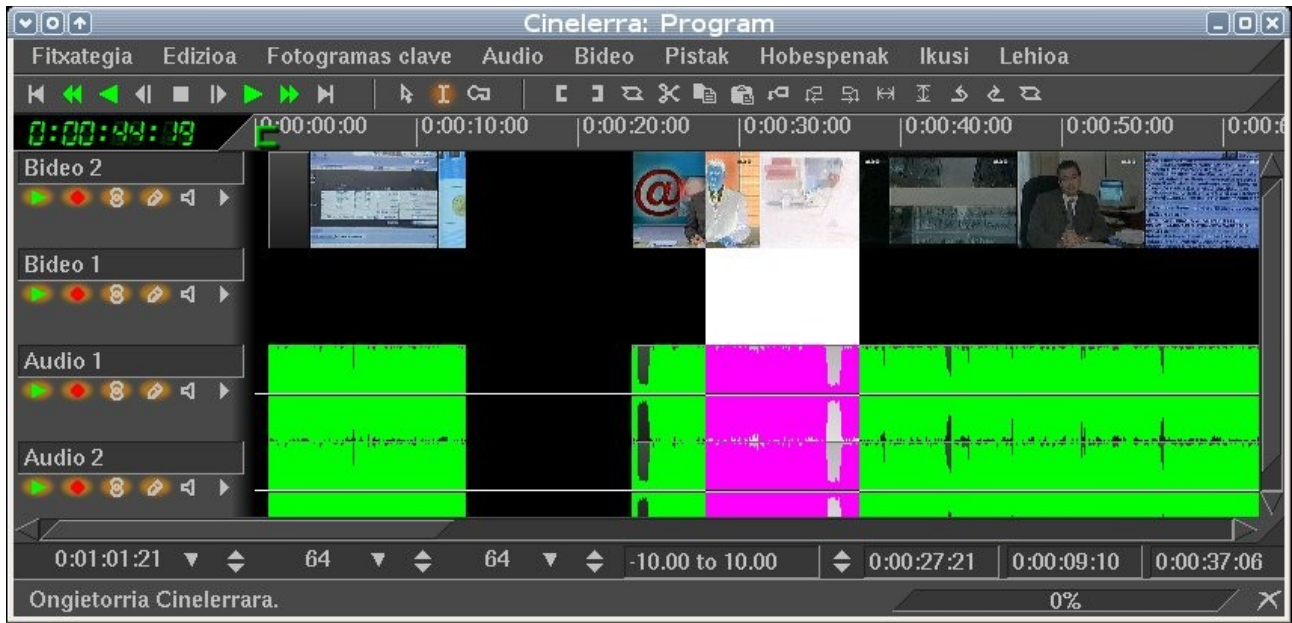 Cinelerra: Program
Fitxategia Edizioa Fotogramas clave Audio Bideo Pistak Hobespenak Ikusi Lehioa
0:00:44:19 0:00:00:00 0:00:10:00 0:00:20:00 0:00:30:00 0:00:40:00 0:00:50:00
Bideo 2
@
Bideo 1
Audio 1
Audio 2
0:01:01:21 64 64 -10.00 to 10.00 0:00:27:21 0:00:09:10 0:00:37:06
Ongietorria Cinelerrara. 0%